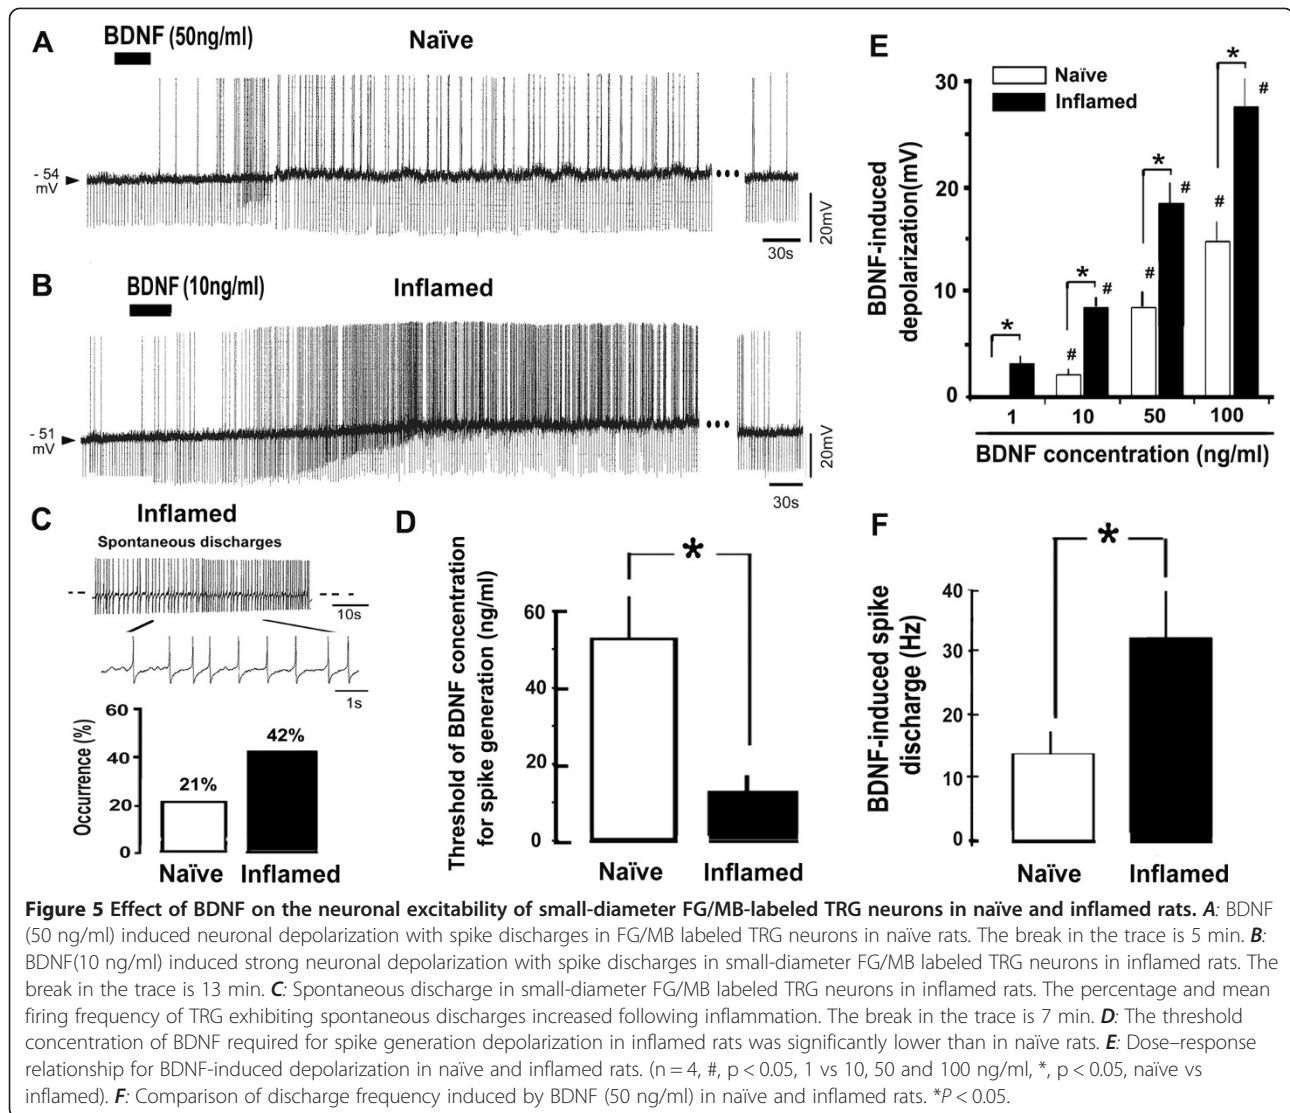 A
BDNF (50ng/ml)
Naïve
- 54
mV
20mV
30s
B
BDNF (10ng/ml)
Inflamed
- 51
mV
20mV
30s
C
Inflamed
Spontaneous discharges
10s
1s
Occurrence (%)
60
40
20
0
21%
42%
Naïve
Inflamed
D
Threshold of BDNF concentration
for spike generation (ng/ml)
60
40
20
0
*
Naïve
Inflamed
E
BDNF-induced
depolarization(mV)
30
20
10
0
Naïve
Inflamed
*
*
#
#
*
#
#
*
#
#
1
10
50
100
BDNF concentration (ng/ml)
F
BDNF-induced spike
discharge (Hz)
40
30
20
10
0
*
Naïve
Inflamed
Figure 5 Effect of BDNF on the neuronal excitability of small-diameter FG/MB-labeled TRG neurons in naïve and inflamed rats. A: BDNF
(50 ng/ml) induced neuronal depolarization with spike discharges in FG/MB labeled TRG neurons in naïve rats. The break in the trace is 5 min. B:
BDNF(10 ng/ml) induced strong neuronal depolarization with spike discharges in small-diameter FG/MB labeled TRG neurons in inflamed rats. The
break in the trace is 13 min. C: Spontaneous discharge in small-diameter FG/MB labeled TRG neurons in inflamed rats. The percentage and mean
firing frequency of TRG exhibiting spontaneous discharges increased following inflammation. The break in the trace is 7 min. D: The threshold
concentration of BDNF required for spike generation depolarization in inflamed rats was significantly lower than in naïve rats. E: Dose–response
relationship for BDNF-induced depolarization in naïve and inflamed rats. (n = 4, #, p < 0.05, 1 vs 10, 50 and 100 ng/ml, *, p < 0.05, naïve vs
inflamed). F: Comparison of discharge frequency induced by BDNF (50 ng/ml) in naïve and inflamed rats. *P < 0.05.